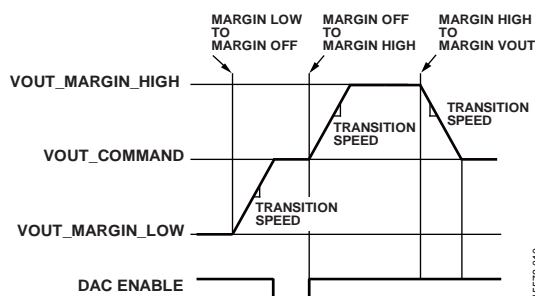 MARGIN LOW
TO
MARGIN OFF
MARGIN OFF
TO
MARGIN HIGH
MARGIN HIGH
TO
MARGIN VOUT
VOUT_MARGIN_HIGH
TRANSITION
SPEED
TRANSITION
SPEED
VOUT_COMMAND
TRANSITION
SPEED
VOUT_MARGIN_LOW
DAC ENABLE